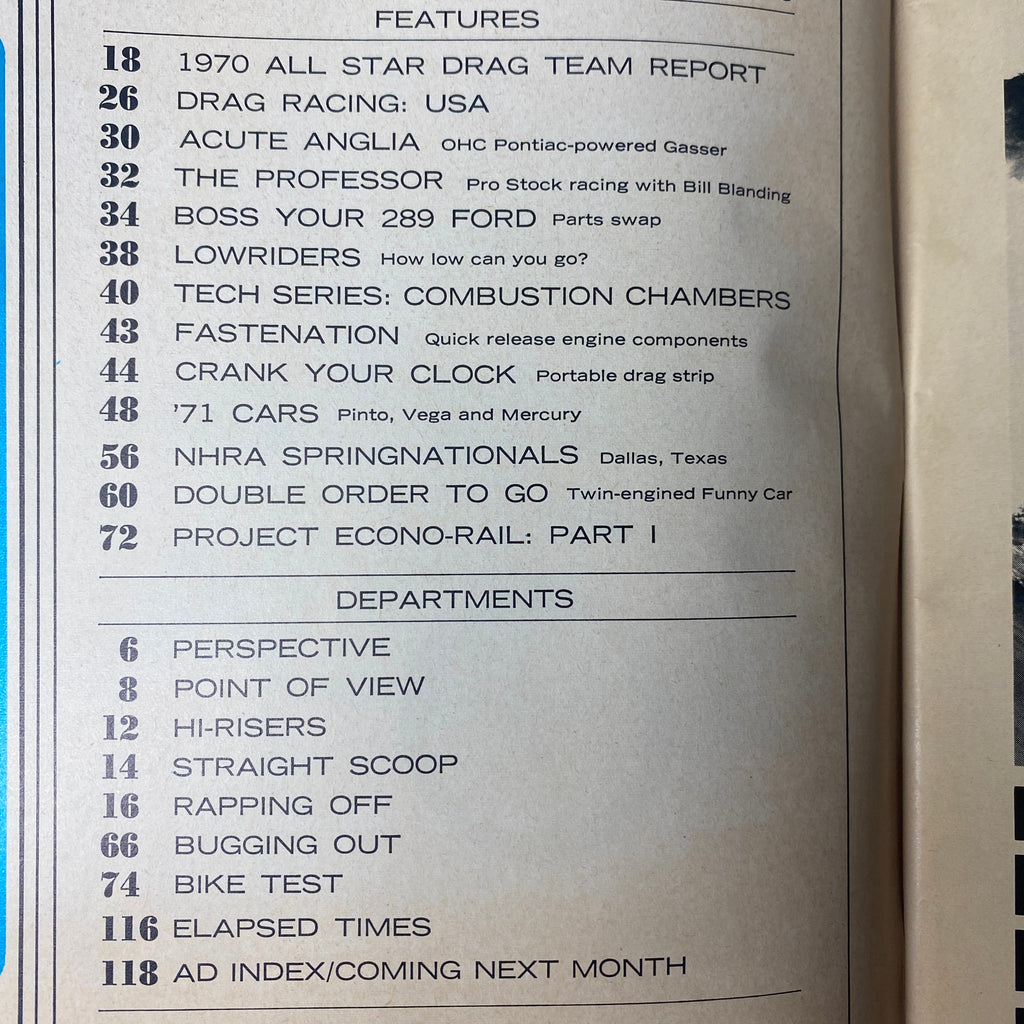 FEATURES
18 1970 ALL STAR DRAG TEAM REPORT
26 DRAG RACING: USA
30 ACUTE ANGLIA OHC Pontiac-powered Gasser
32 THE PROFESSOR Pro Stock racing with Bill Blanding
34 BOSS YOUR 289 FORD Parts swap
38 LOWRIDERS How low can you go?
40 TECH SERIES: COMBUSTION CHAMBERS
43 FASTENATION Quick release engine components
44 CRANK YOUR CLOCK Portable drag strip
48 '71 CARS Pinto, Vega and Mercury
56 NHRA SPRINGNATIONALS Dallas, Texas
60 DOUBLE ORDER TO GO Twin-engined Funny Car
72 PROJECT ECONO-RAIL: PART I
DEPARTMENTS
6 PERSPECTIVE
8 POINT OF VIEW
12 HI-RISERS
14 STRAIGHT SCOOP
16 RAPPING OFF
66 BUGGING OUT
74 BIKE TEST
116 ELAPSED TIMES
118 AD INDEX/COMING NEXT MONTH